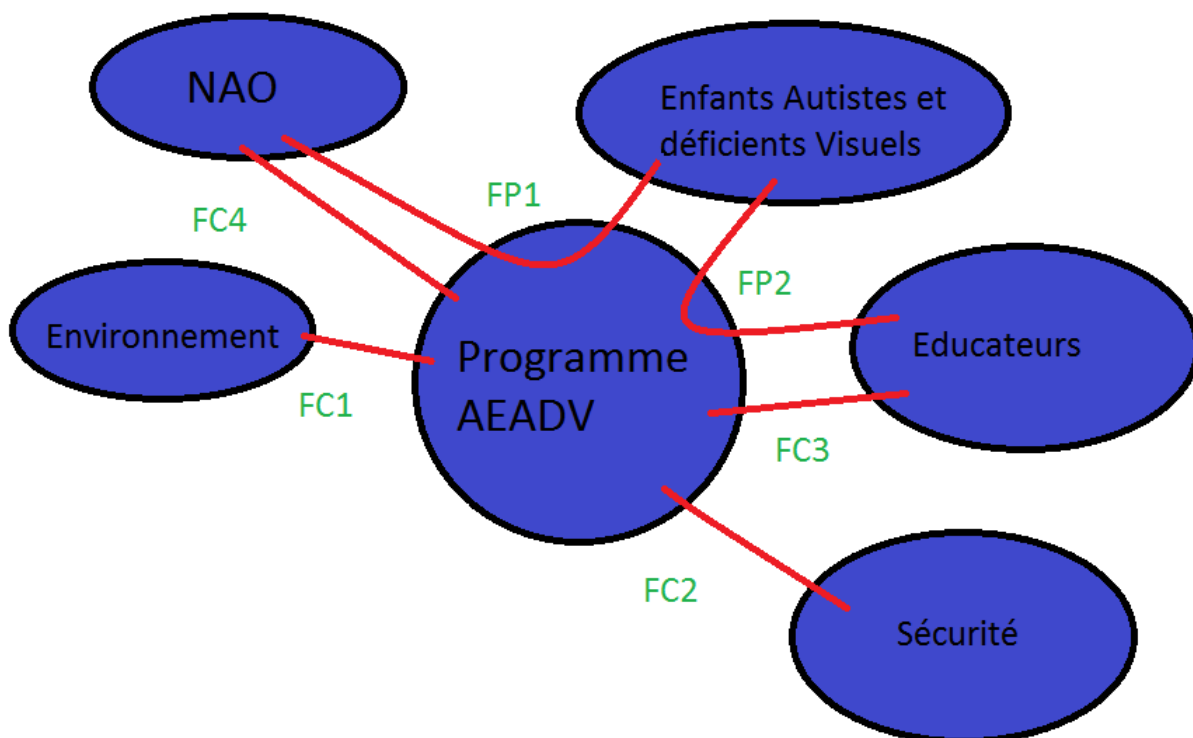 NAO
Enfants Autistes et
déficients Visuels
FP1
FC4
FP2
Environnement
Educateurs
Programme
AEADV
FC1
FC3
FC2
Sécurité